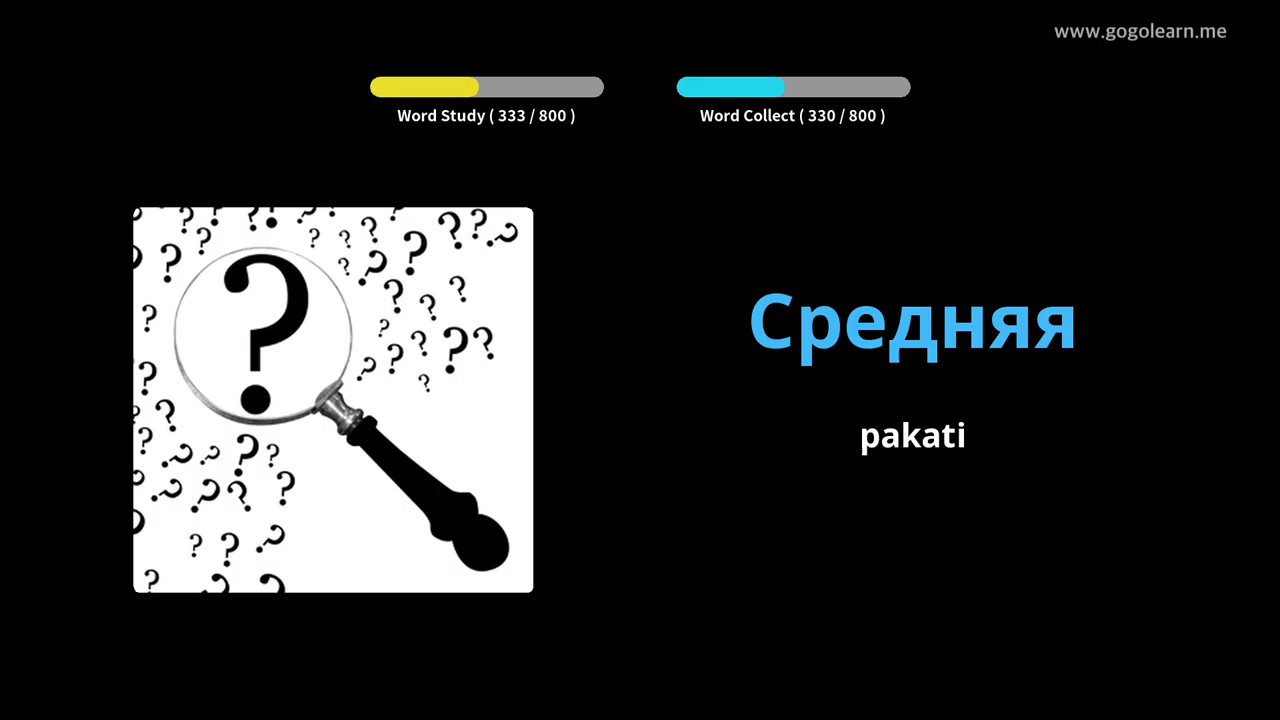 www.gogolearn.me
Word Study ( 333 / 800 )
Word Collect ( 330 / 800 )
Средняя
pakati